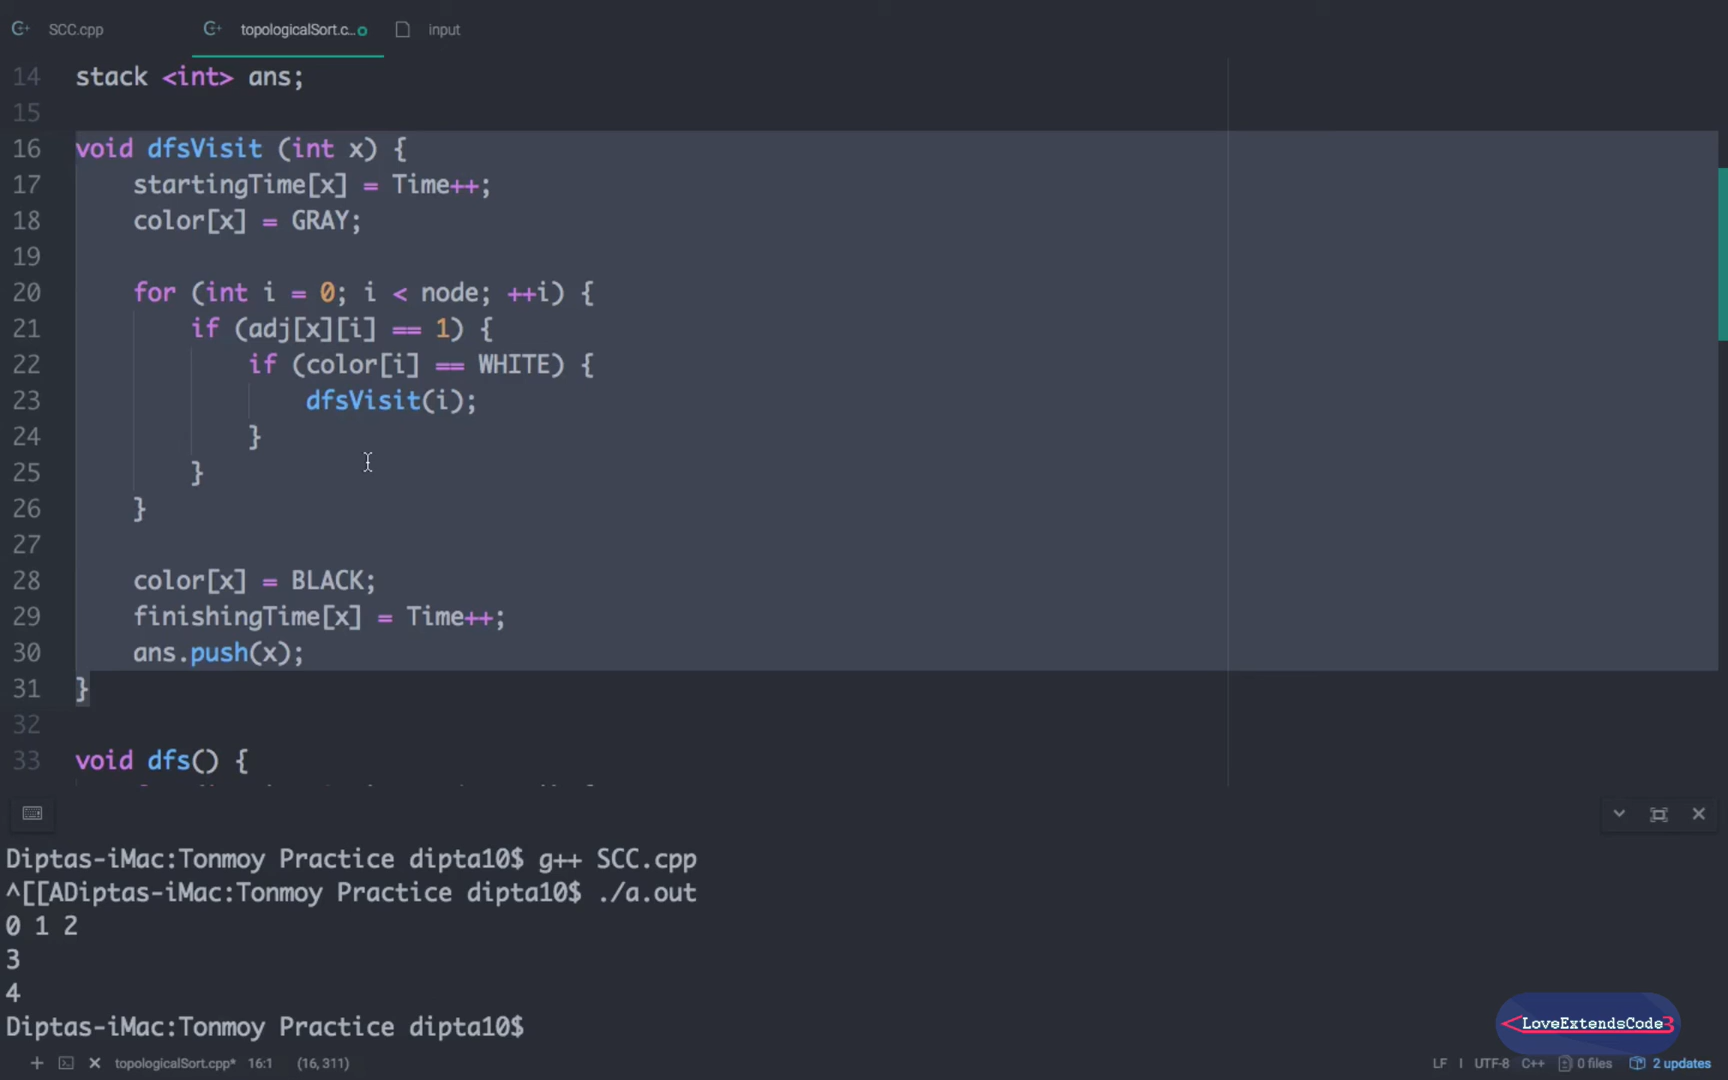 SCC.cpp topologicalSort.c… input
14 stack <int> ans;
15
16 void dfsVisit (int x) {
17 startingTime[x] = Time++;
18 color[x] = GRAY;
19
20 for (int i = 0; i < node; ++i) {
21 if (adj[x][i] == 1) {
22 if (color[i] == WHITE) {
23 dfsVisit(i);
24 }
25 }
26 }
27
28 color[x] = BLACK;
29 finishingTime[x] = Time++;
30 ans.push(x);
31 }
32
33 void dfs() {
Diptas-iMac:Tonmoy Practice dipta10$ g++ SCC.cpp
^[[ADiptas-iMac:Tonmoy Practice dipta10$ ./a.out
0 1 2
3
4
Diptas-iMac:Tonmoy Practice dipta10$
<LoveExtendsCode3
topologicalSort.cpp* 16:1 (16, 311) LF UTF-8 C++ 0 files 2 updates